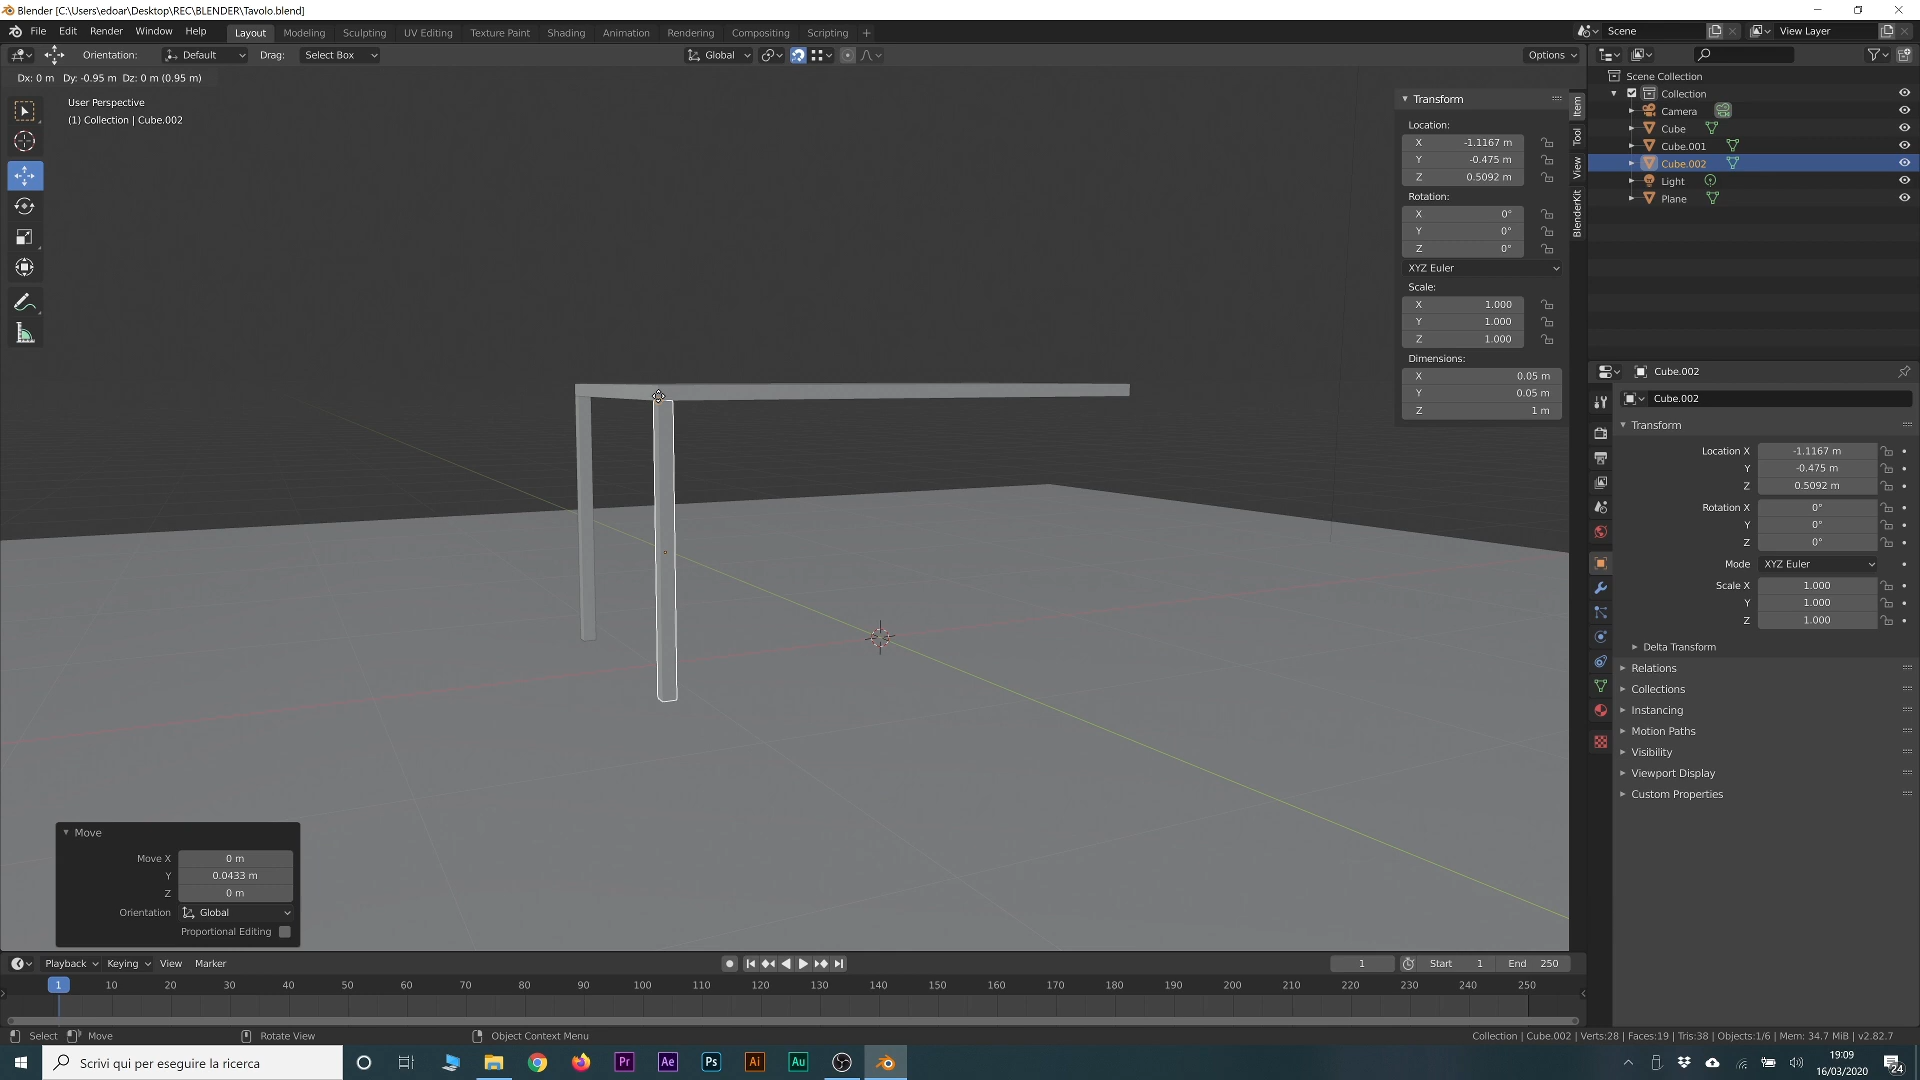 Blender [C:\Users\edoar\Desktop\REC\BLENDER\Tavolo.blend]
File Edit Render Window Help Layout Modeling Sculpting UV Editing Texture Paint Shading Animation Rendering Compositing Scripting + Scene View Layer
Orientation: Default Drag: Select Box Global Options
Dx: 0 m Dy: -0.95 m Dz: 0 m (0.95 m)
User Perspective
(1) Collection | Cube.002
Transform
Location:
X -1.1167 m
Y -0.475 m
Z 0.5092 m
Rotation:
X 0°
Y 0°
Z 0°
XYZ Euler
Scale:
X 1.000
Y 1.000
Z 1.000
Dimensions:
X 0.05 m
Y 0.05 m
Z 1 m
Item
Tool
View
BlenderKit
Scene Collection
Collection
Camera
Cube
Cube.001
Cube.002
Light
Plane
Cube.002
Cube.002
Transform
Location X -1.1167 m
Y -0.475 m
Z 0.5092 m
Rotation X 0°
Y 0°
Z 0°
Mode XYZ Euler
Scale X 1.000
Y 1.000
Z 1.000
Delta Transform
Relations
Collections
Instancing
Motion Paths
Visibility
Viewport Display
Custom Properties
Move
Move X 0 m
Y 0.0433 m
Z 0 m
Orientation Global
Proportional Editing
Playback Keying View Marker 1 Start 1 End 250
1 10 20 30 40 50 60 70 80 90 100 110 120 130 140 150 160 170 180 190 200 210 220 230 240 250
Select Move Rotate View Object Context Menu Collection | Cube.002 | Verts:28 | Faces:19 | Tris:38 | Objects:1/6 | Mem: 34.7 MiB | v2.82.7
Scrivi qui per eseguire la ricerca Pr Ae Ps Ai Au 19:09
16/03/2020 24